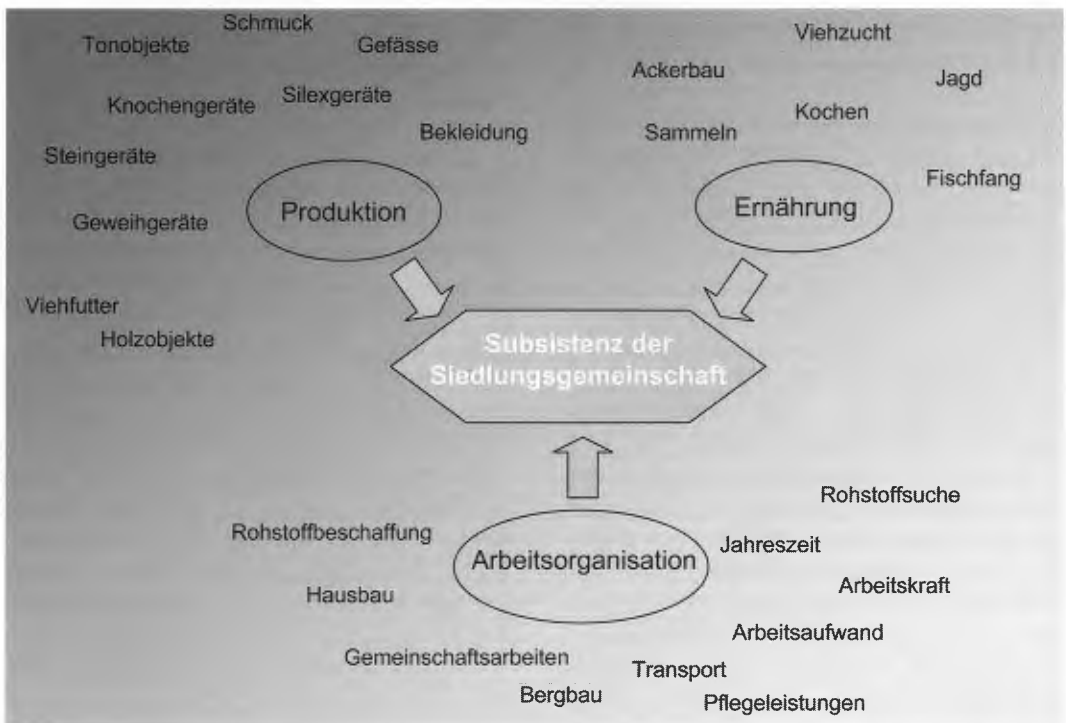 Schmuck
Tonobjekte
Gefässe
Knochengeräte
Silexgeräte
Bekleidung
Steingeräte
Produktion
Geweihgeräte
Viehfutter
Holzobjekte
Viehzucht
Ackerbau
Jagd
Kochen
Sammeln
Fischfang
Ernährung
Subsistenz der
Siedlungsgemeinschaft
Rohstoffsuche
Rohstoffbeschaffung
Jahreszeit
Arbeitsorganisation
Arbeitskraft
Hausbau
Arbeitsaufwand
Gemeinschaftsarbeiten
Transport
Bergbau
Pflegeleistungen